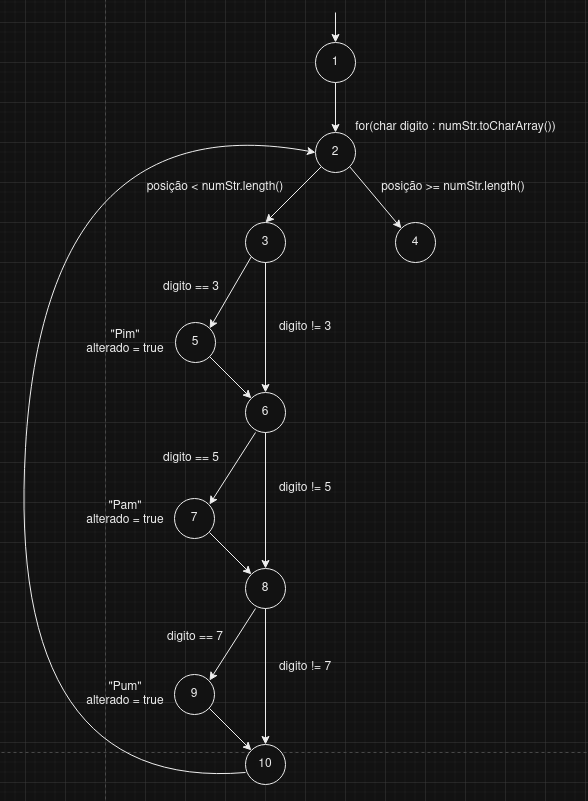 1
for(char digito : numStr.toCharArray())
2
posição < numStr.length()
posição >= numStr.length()
3
4
digito == 3
digito != 3
"Pim"
alterado = true
5
6
digito == 5
digito != 5
"Pam"
alterado = true
7
8
digito == 7
digito != 7
"Pum"
alterado = true
9
10